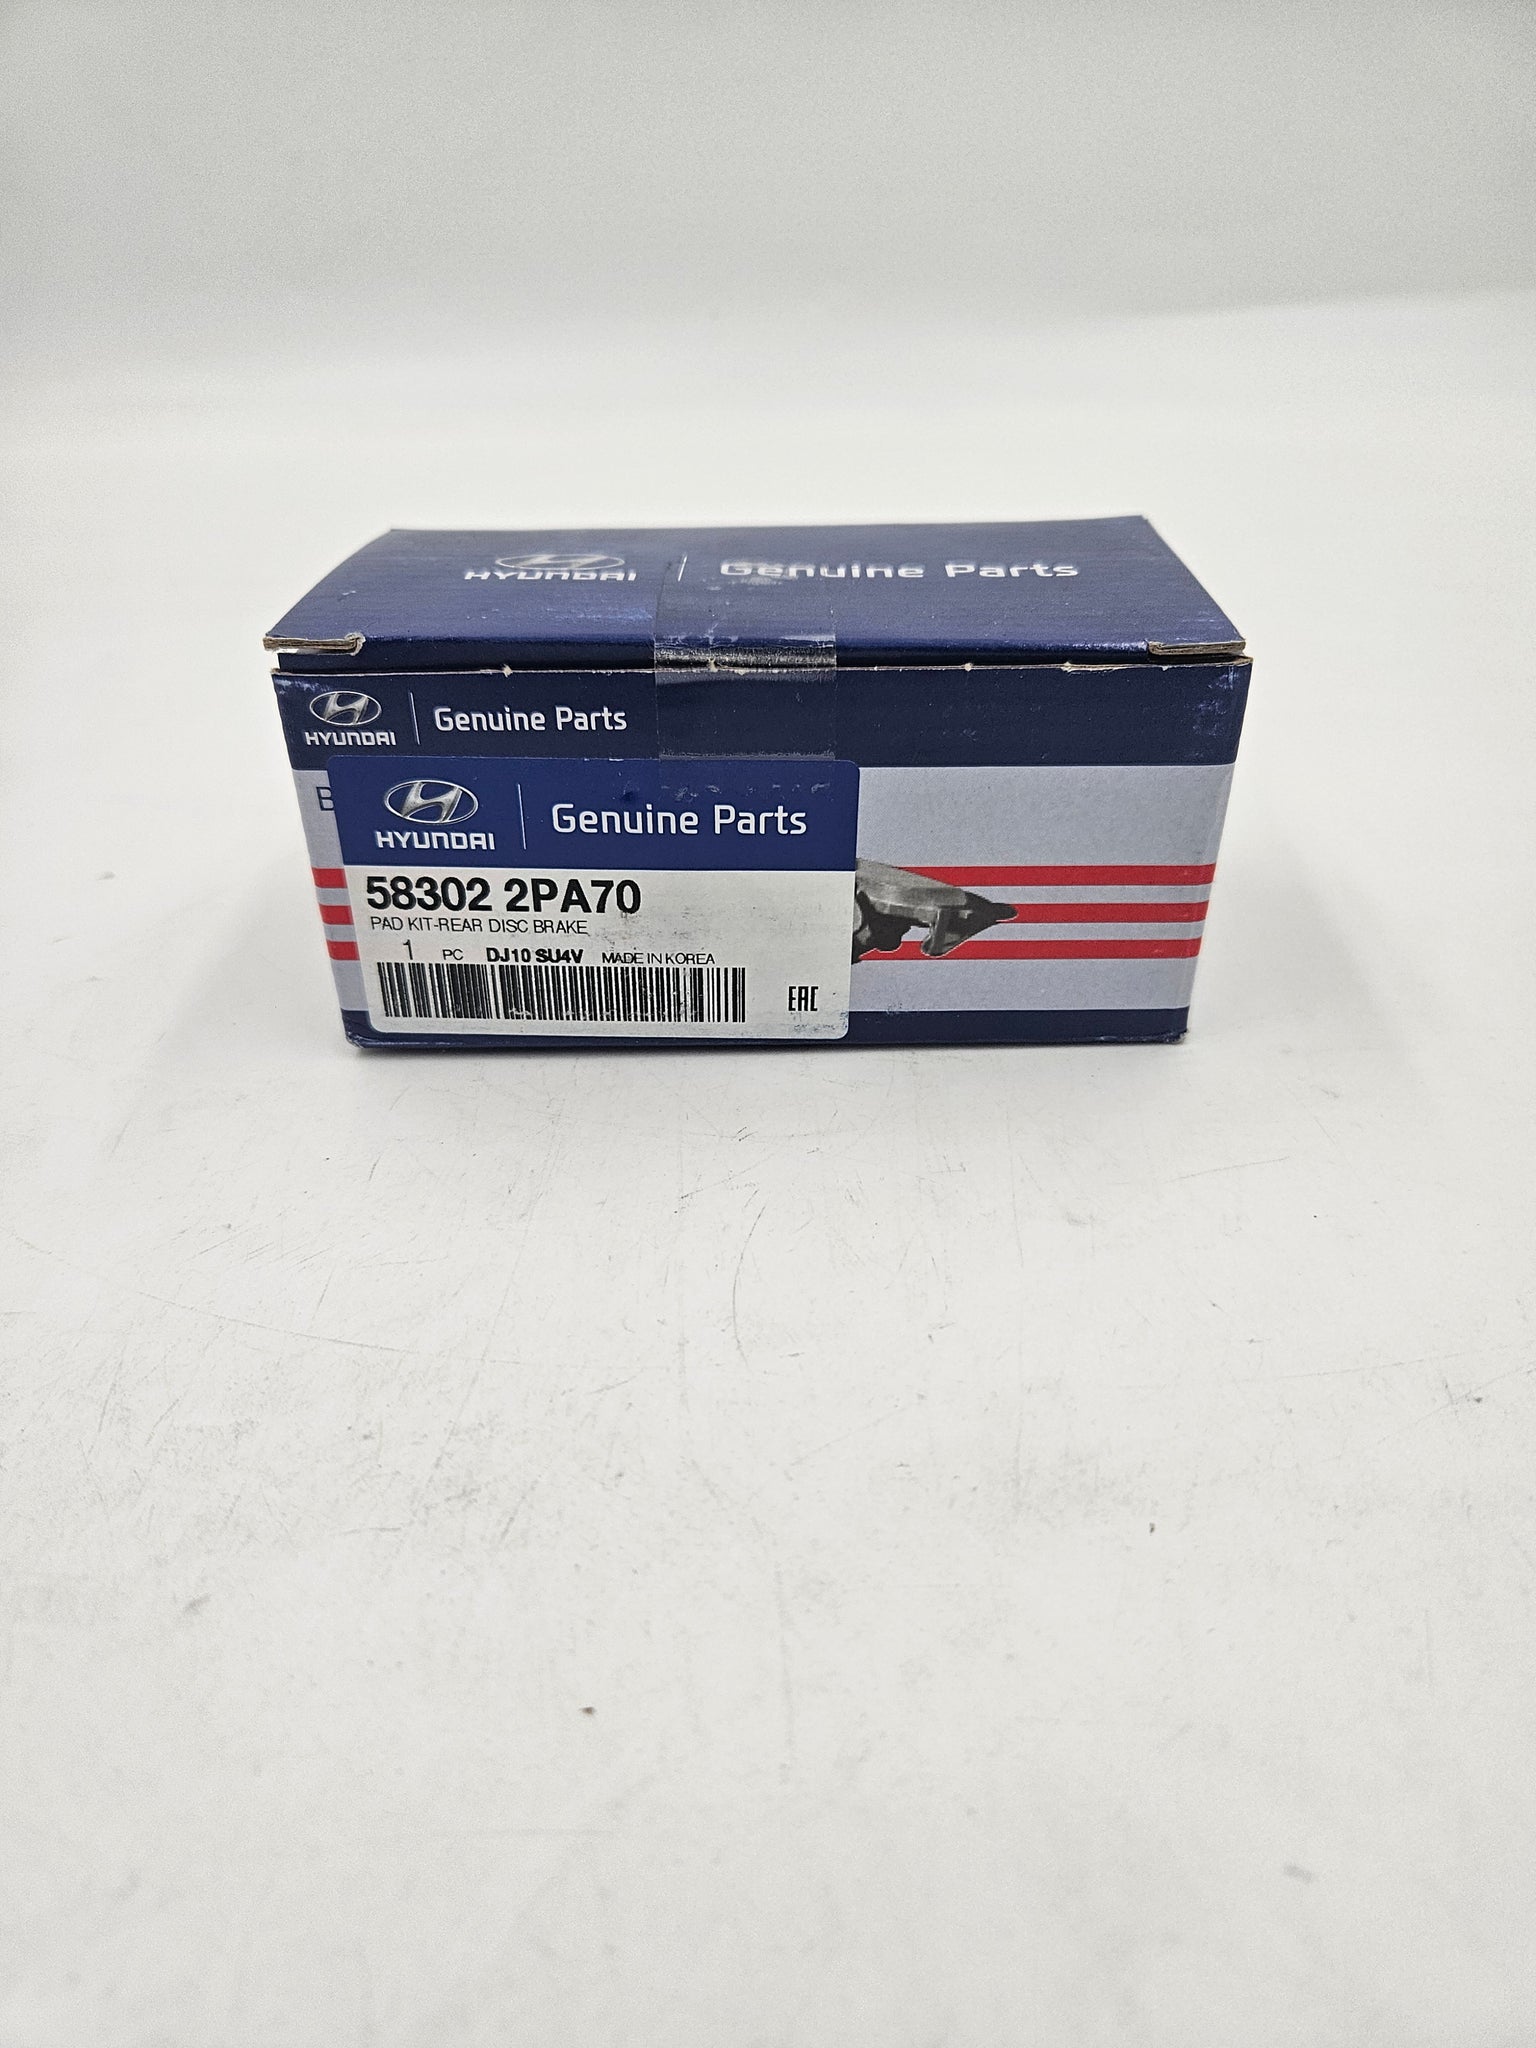 HYUNDAI Genuine Parts
HYUNDAI Genuine Parts
B
HYUNDAI Genuine Parts
58302 2PA70
PAD KIT-REAR DISC BRAKE
1 PC DJ10 SU4V MADE IN KOREA
EAC